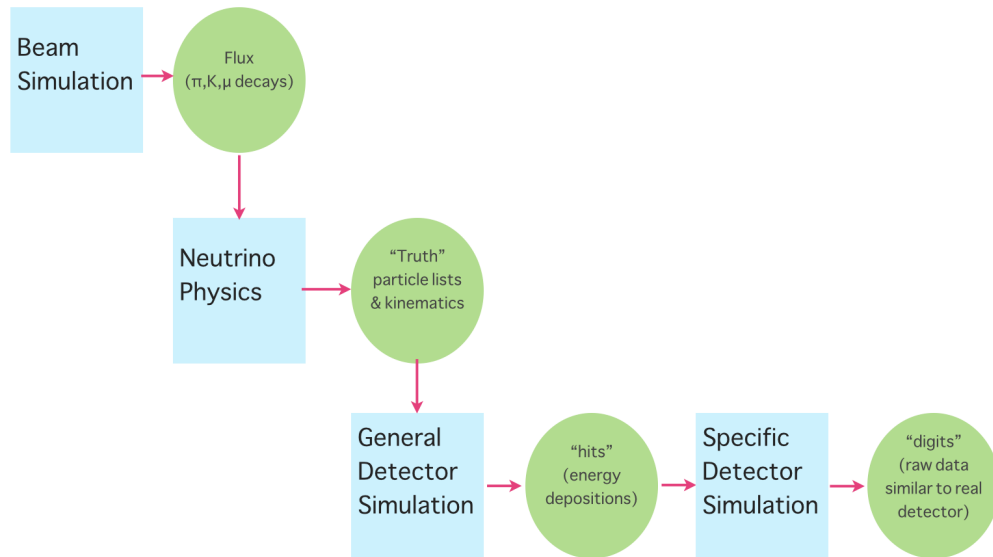 Beam
Simulation
Flux
(π,K,μ decays)
Neutrino
Physics
“Truth”
particle lists
& kinematics
General
Detector
Simulation
“hits”
(energy
depositions)
Specific
Detector
Simulation
“digits”
(raw data
similar to real
detector)